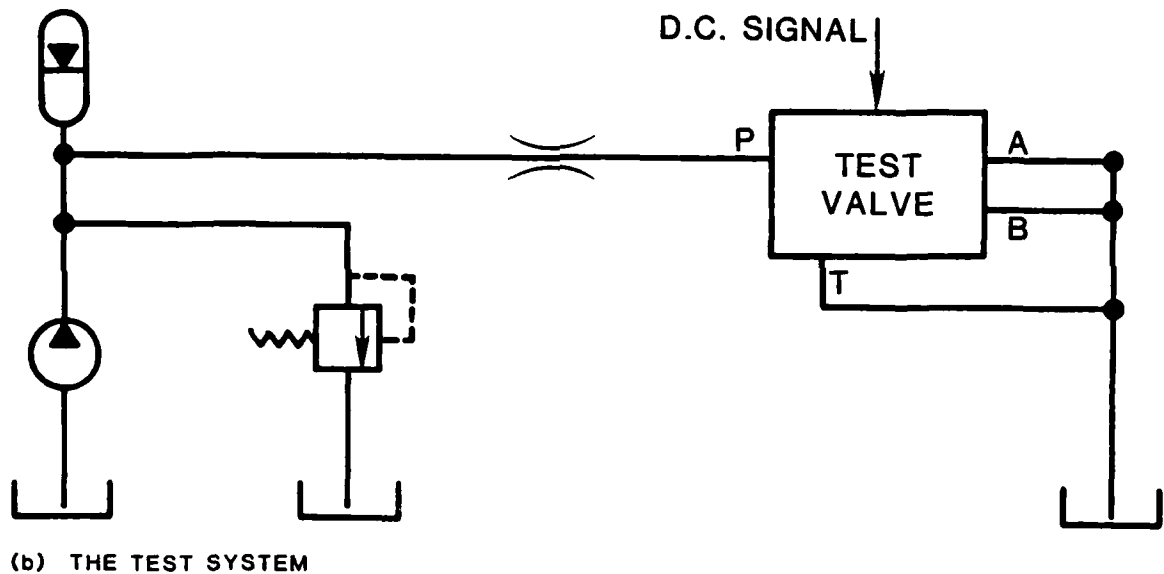 D.C. SIGNAL
P
TEST
VALVE
A
B
T
(b) THE TEST SYSTEM